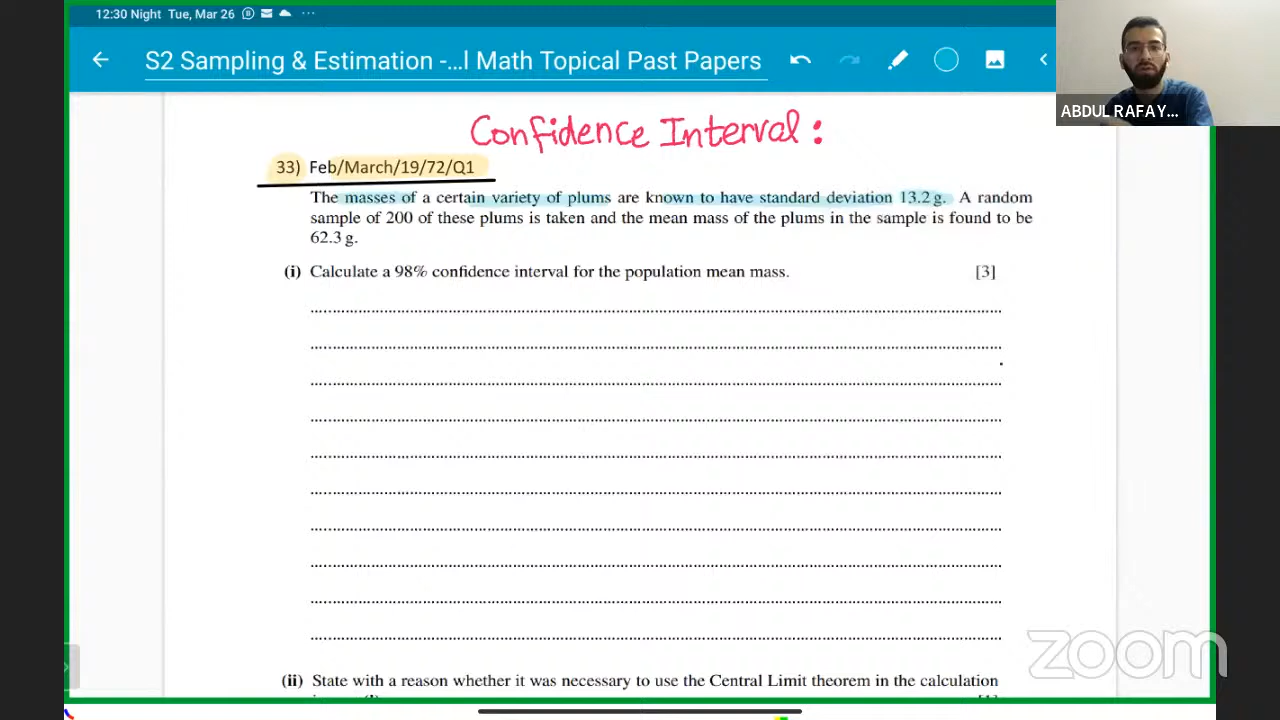 12:30 Night Tue, Mar 26
S2 Sampling & Estimation -...l Math Topical Past Papers
ABDUL RAFAY...
Confidence Interval:
33) Feb/March/19/72/Q1
The masses of a certain variety of plums are known to have standard deviation 13.2 g. A random
sample of 200 of these plums is taken and the mean mass of the plums in the sample is found to be
62.3 g.
(i) Calculate a 98% confidence interval for the population mean mass. [3]
(ii) State with a reason whether it was necessary to use the Central Limit theorem in the calculation
zoom